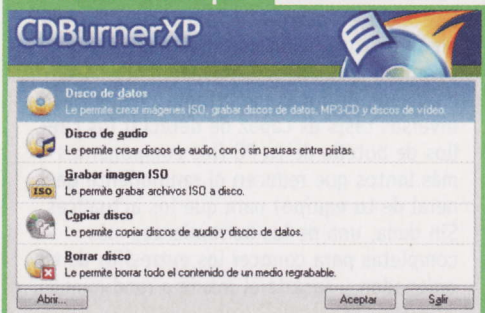 CDBurnerXP
Disco de datos
Le permite crear imágenes ISO, grabar discos de datos, MP3-CD y discos de vídeo.
Disco de audio
Le permite crear discos de audio, con o sin pausas entre pistas.
Grabar imagen ISO
ISO
Le permite grabar archivos ISO a disco.
Copiar disco
Le permite copiar discos de audio y discos de datos.
Borrar disco
Le permite borrar todo el contenido de un medio regrabable.
Abrir... Aceptar Salir